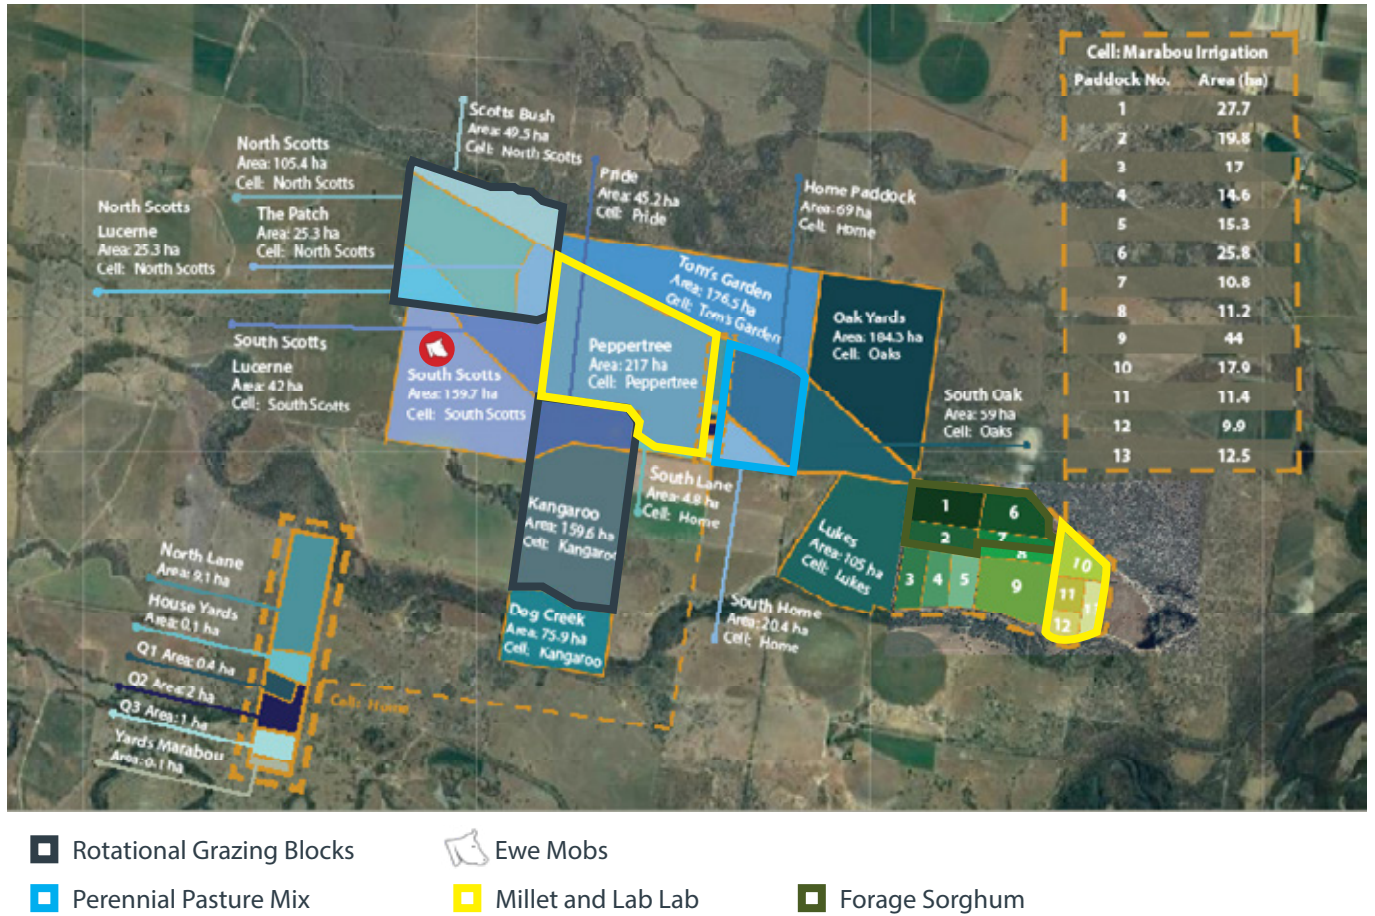 Scotts Bush
Area: 49.5 ha
Cell: North Scotts
North Scotts
Area: 105.4 ha
Cell: North Scotts
Pride
Area: 45.2 ha
Cell: Pride
Home Paddock
Area: 69 ha
Cell: Home
North Scotts
Lucerne
Area: 25.3 ha
Cell: North Scotts
The Patch
Area: 25.3 ha
Cell: North Scotts
Tom's Garden
Area: 176.5 ha
Cell: Tom's Garden
Oak Yards
Area: 184.3 ha
Cell: Oaks
South Scotts
Lucerne
Area: 42 ha
Cell: South Scotts
South Scotts
Area: 159.7 ha
Cell: South Scotts
Peppertree
Area: 217 ha
Cell: Peppertree
South Oak
Area: 59 ha
Cell: Oaks
South Lane
Area: 4.8 ha
Cell: Home
Kangaroo
Area: 159.6 ha
Cell: Kangaroo
Lukes
Area: 105 ha
Cell: Lukes
Dog Creek
Area: 75.9 ha
Cell: Kangaroo
South Home
Area: 20.4 ha
Cell: Home
1
6
2
7
8
3
4
5
9
10
11
12
North Lane
Area: 9.1 ha
House Yards
Area: 0.1 ha
Q1 Area: 0.4 ha
Q2 Area: 2 ha
Q3 Area: 1 ha
Yards Marabou
Area: 0.1 ha
Cell: Home
Cell: Marabou Irrigation
Paddock No. Area (ha)
1 27.7
2 19.8
3 17
4 14.6
5 15.3
6 25.8
7 10.8
8 11.2
9 44
10 17.9
11 11.4
12 9.9
13 12.5
Rotational Grazing Blocks
Ewe Mobs
Perennial Pasture Mix
Millet and Lab Lab
Forage Sorghum